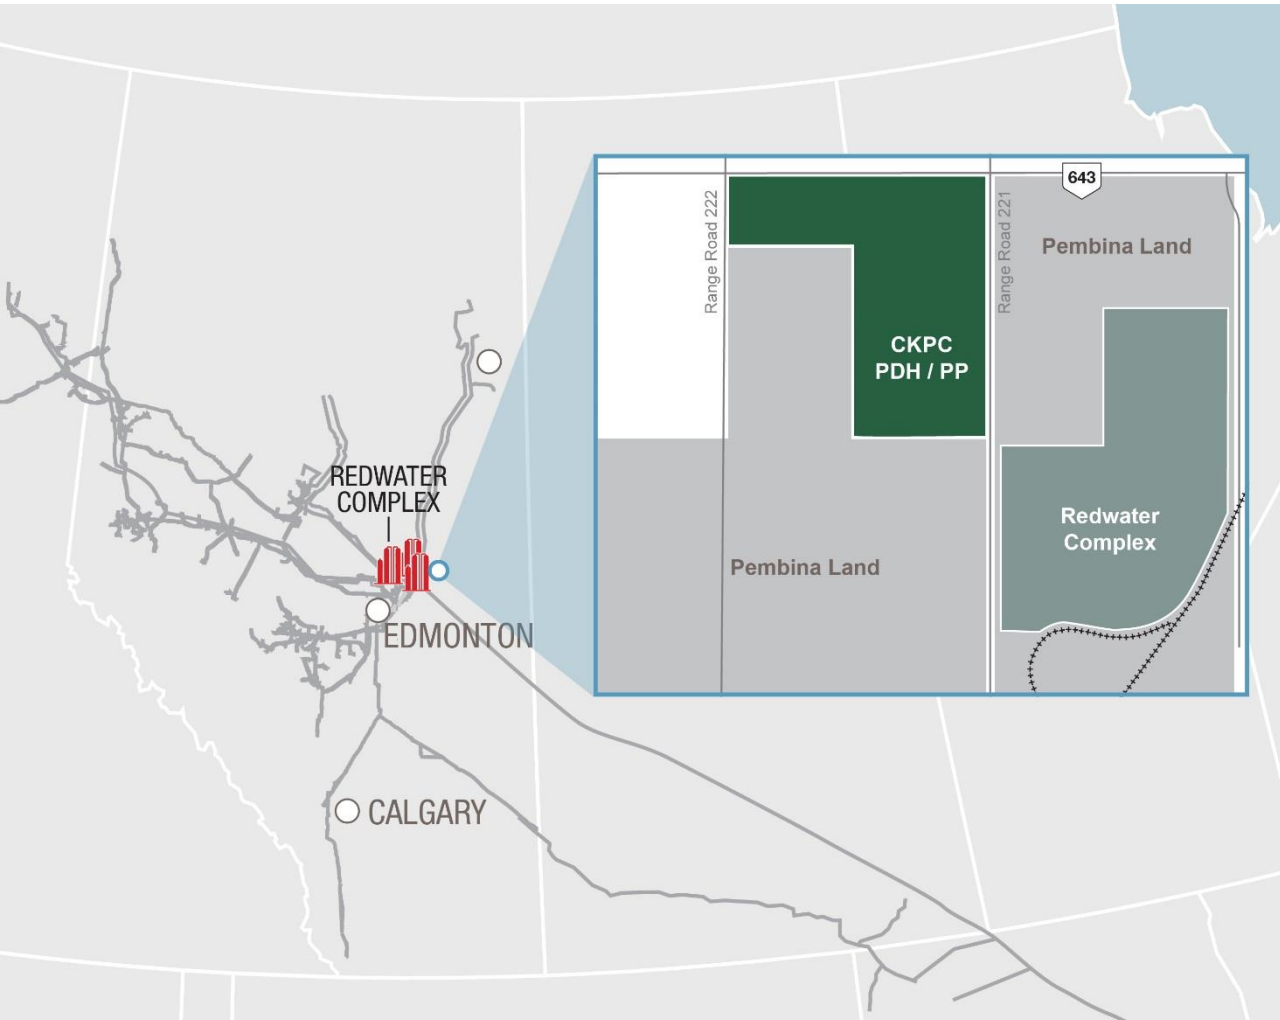 643
Range Road 222
Range Road 221
Pembina Land
CKPC
PDH / PP
REDWATER
COMPLEX
Redwater
Complex
Pembina Land
EDMONTON
CALGARY